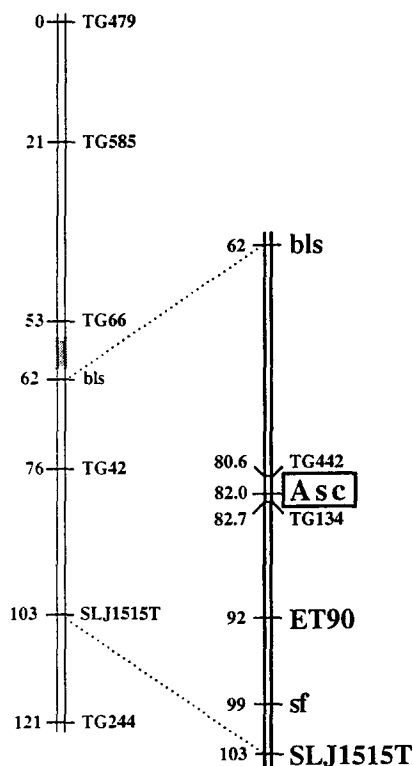 0 TG479
21 TG585
53 TG66
62 bls
76 TG42
103 SLJ1515T
121 TG244
62 bls
80.6 TG442
82.0 Asc
82.7 TG134
92 ET90
99 sf
103 SLJ1515T